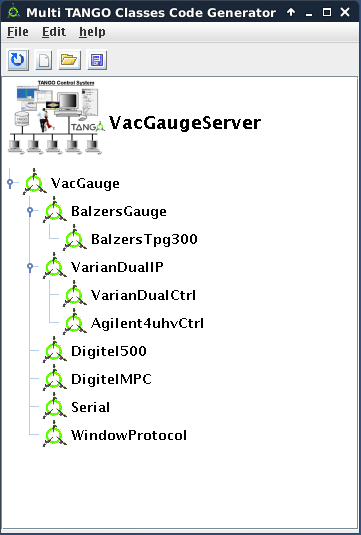 Multi TANGO Classes Code Generator
File Edit help
TANGO Control System
TANGO
VacGaugeServer
VacGauge
BalzersGauge
BalzersTpg300
VarianDualIP
VarianDualCtrl
Agilent4uhvCtrl
Digitel500
DigitelMPC
Serial
WindowProtocol